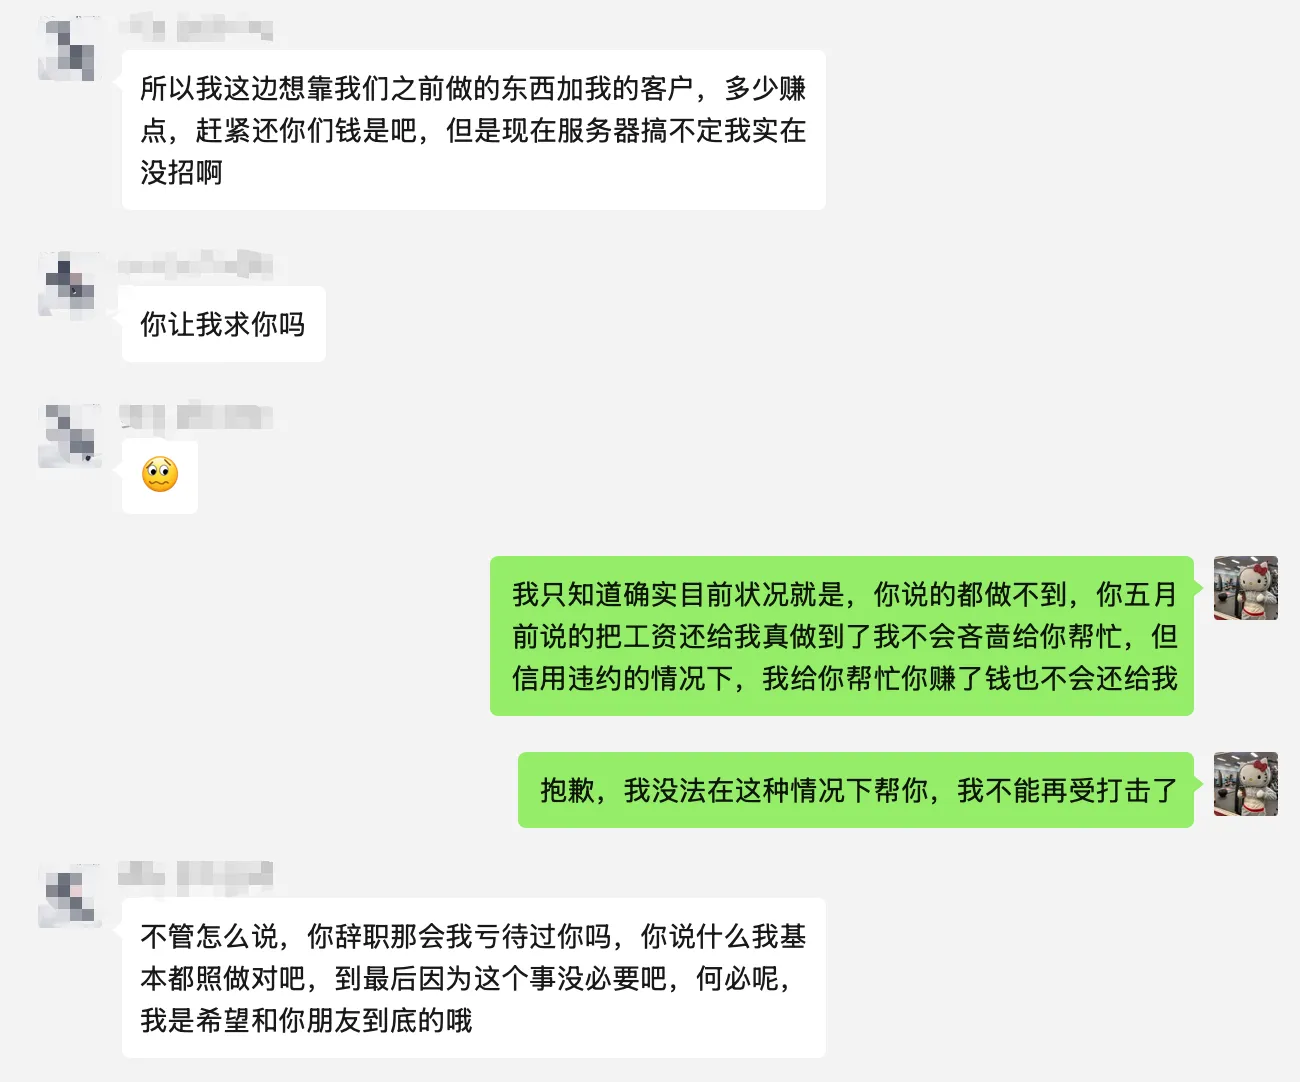 所以我这边想靠我们之前做的东西加我的客户，多少赚
点，赶紧还你们钱是吧，但是现在服务器搞不定我实在
没招啊
你让我求你吗
我只知道确实目前状况就是，你说的都做不到，你五月
前说的把工资还给我真做到了我不会吝啬给你帮忙，但
信用违约的情况下，我给你帮忙你赚了钱也不会还给我
抱歉，我没法在这种情况下帮你，我不能再受打击了
不管怎么说，你辞职那会我亏待过你吗，你说什么我基
本都照做对吧，到最后因为这个事没必要吧，何必呢，
我是希望和你朋友到底的哦